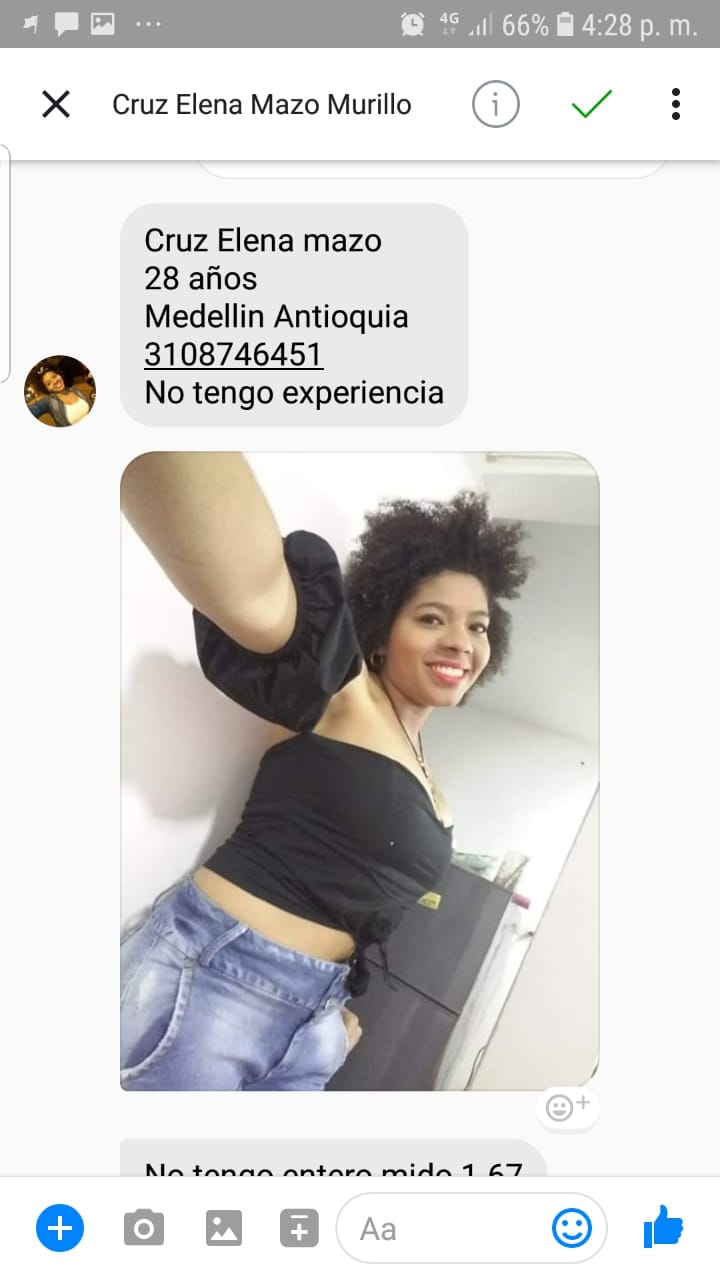 4G 66% 4:28 p. m.
Cruz Elena Mazo Murillo
Cruz Elena mazo
28 años
Medellin Antioquia
3108746451
No tengo experiencia
No tengo entero mido 1.67
Aa